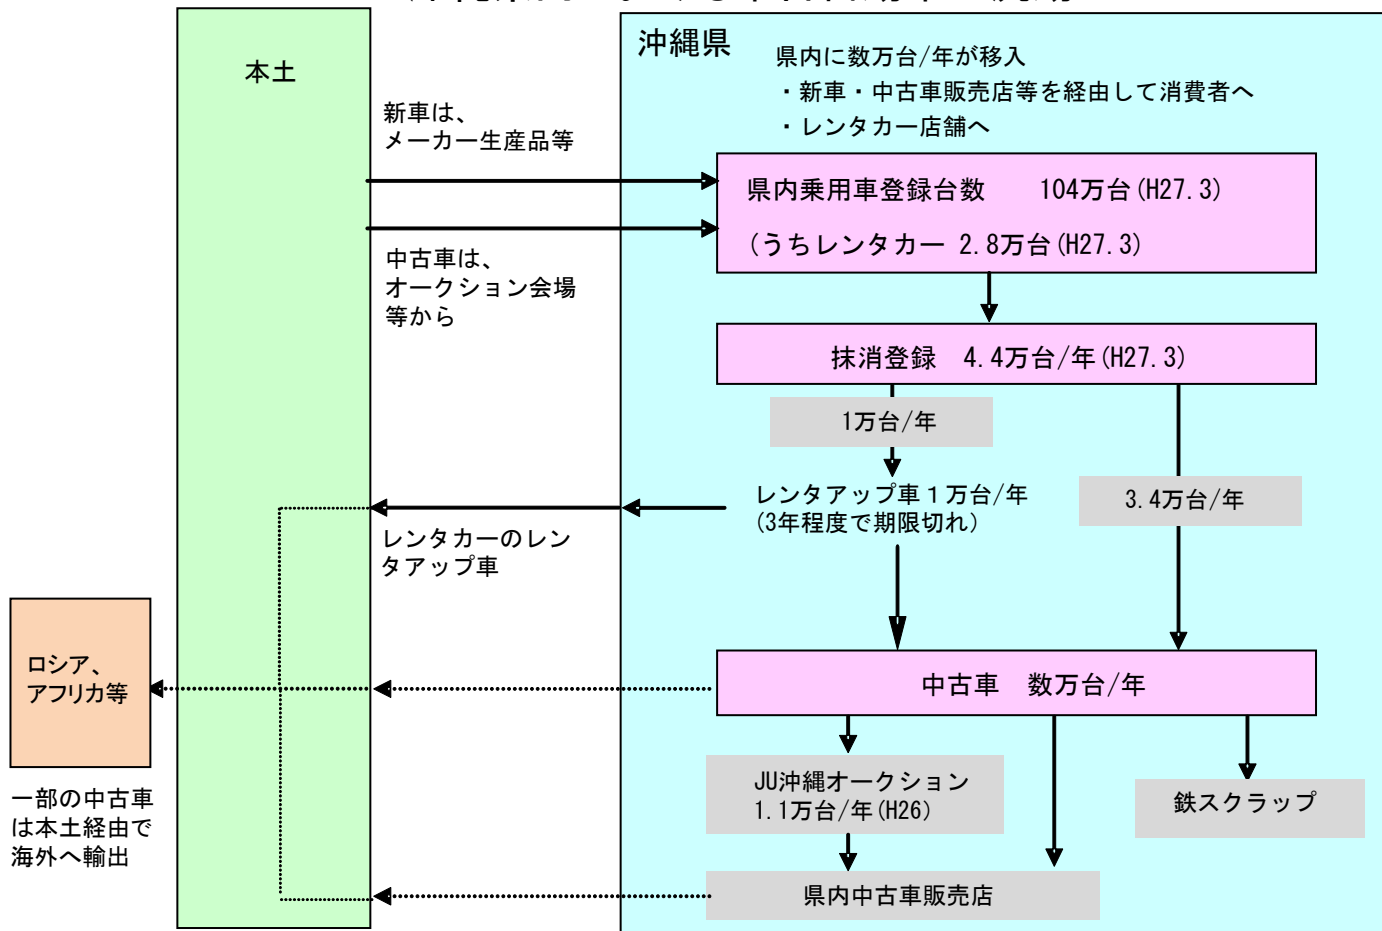 本土
沖縄県
県内に数万台/年が移入
・新車・中古車販売店等を経由して消費者へ
・レンタカー店舗へ
新車は、
メーカー生産品等
県内乗用車登録台数　104万台(H27.3)
(うちレンタカー 2.8万台(H27.3)
中古車は、
オークション会場
等から
抹消登録　4.4万台/年(H27.3)
1万台/年
3.4万台/年
レンタアップ車１万台/年
(3年程度で期限切れ)
レンタカーのレン
タアップ車
ロシア、
アフリカ等
中古車　数万台/年
一部の中古車
は本土経由で
海外へ輸出
JU沖縄オークション
1.1万台/年(H26)
鉄スクラップ
県内中古車販売店